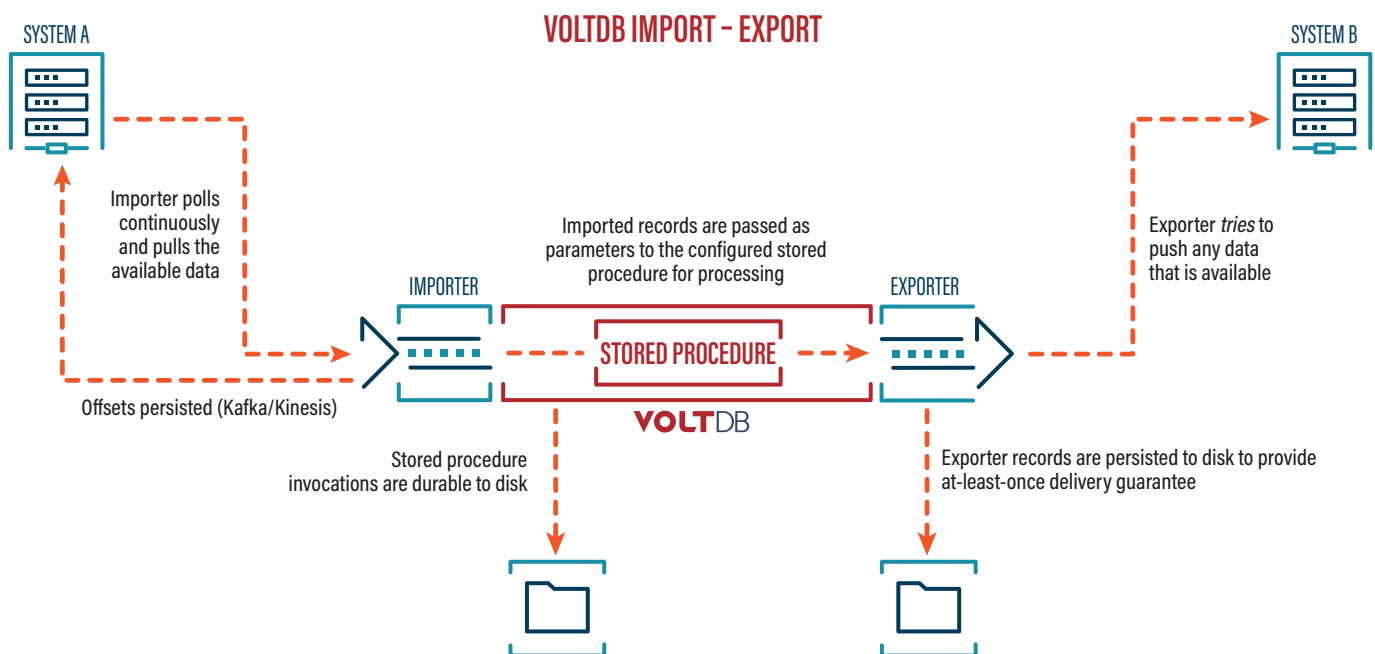 VOLTDB IMPORT – EXPORT
SYSTEM A
SYSTEM B
Importer polls
continuously
and pulls the
available data
Imported records are passed as
parameters to the configured stored
procedure for processing
Exporter tries to
push any data
that is available
IMPORTER
EXPORTER
STORED PROCEDURE
Offsets persisted (Kafka/Kinesis)
VOLTDB
Stored procedure
invocations are durable to disk
Exporter records are persisted to disk to provide
at-least-once delivery guarantee